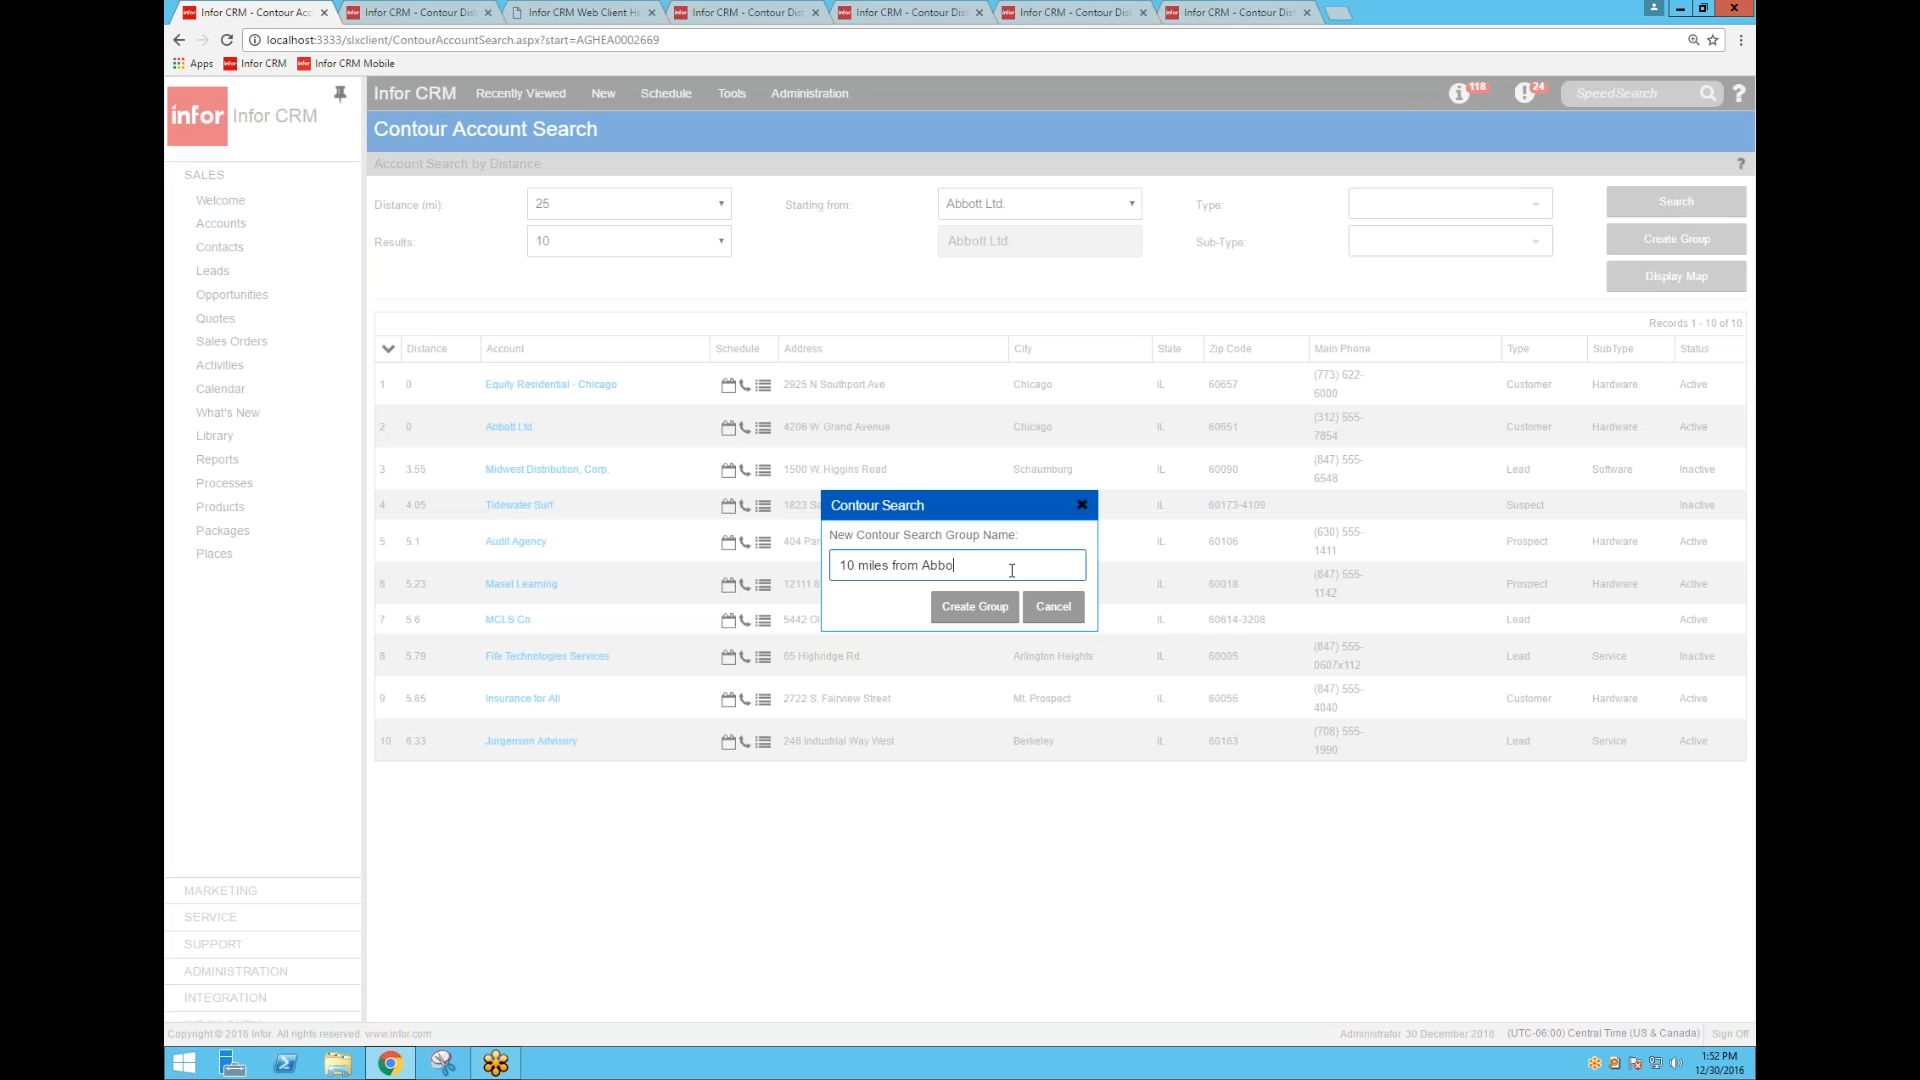 Infor CRM - Contour Acc
Infor CRM - Contour Dis
Infor CRM Web Client He
Infor CRM - Contour Dis
Infor CRM - Contour Dis
Infor CRM - Contour Dis
Infor CRM - Contour Dis
localhost:3333/slxclient/ContourAccountSearch.aspx?start=AGHEA0002669
Apps Infor CRM Infor CRM Mobile
infor Infor CRM
Infor CRM Recently Viewed New Schedule Tools Administration 118 24 SpeedSearch ?
Contour Account Search
Account Search by Distance ?
Distance (mi): 25 Starting from: Abbott Ltd. Type: Search
Results: 10 Abbott Ltd. Sub-Type: Create Group
Display Map
SALES
Welcome
Accounts
Contacts
Leads
Opportunities
Quotes
Sales Orders
Activities
Calendar
What's New
Library
Reports
Processes
Products
Packages
Places
MARKETING
SERVICE
SUPPORT
ADMINISTRATION
INTEGRATION
Records 1 - 10 of 10
Distance Account Schedule Address City State Zip Code Main Phone Type SubType Status
1 0 Equity Residential - Chicago 2925 N Southport Ave Chicago IL 60657 (773) 622-6000 Customer Hardware Active
2 0 Abbott Ltd. 4206 W. Grand Avenue Chicago IL 60651 (312) 555-7854 Customer Hardware Active
3 3.55 Midwest Distribution, Corp. 1500 W. Higgins Road Schaumburg IL 60090 (847) 555-6548 Lead Software Inactive
4 4.05 Tidewater Surf 1823 Sa IL 60173-4109 Suspect Inactive
5 5.1 Audit Agency 404 Par IL 60106 (630) 555-1411 Prospect Hardware Active
6 5.23 Maset Learning 12111 IL 60018 (847) 555-1142 Prospect Hardware Active
7 5.6 MCLS Co. 5442 Ol IL 60614-3208 Lead Active
8 5.79 Fife Technologies Services 65 Highridge Rd. Arlington Heights IL 60005 (847) 555-0607x112 Lead Service Inactive
9 5.85 Insurance for All 2722 S. Fairview Street Mt. Prospect IL 60056 (847) 555-4040 Customer Hardware Active
10 6.33 Jorgenson Advisory 246 Industrial Way West Berkeley IL 60163 (708) 555-1990 Lead Service Active
Contour Search
New Contour Search Group Name:
10 miles from Abbo
Create Group Cancel
Copyright © 2016 Infor. All rights reserved. www.infor.com
Administrator 30 December 2016 (UTC-06:00) Central Time (US & Canada) Sign Off
1:52 PM
12/30/2016